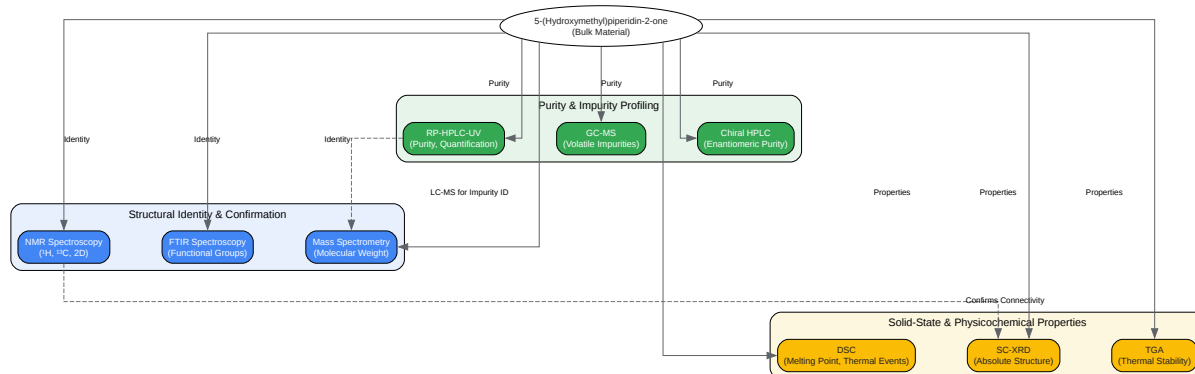 5-(Hydroxymethyl)piperidin-2-one
(Bulk Material)
Purity
Purity
Purity
Purity & Impurity Profiling
RP-HPLC-UV
(Purity, Quantification)
GC-MS
(Volatile Impurities)
Chiral HPLC
(Enantiomeric Purity)
Identity
Identity
Identity
LC-MS for Impurity ID
Properties
Properties
Properties
Structural Identity & Confirmation
NMR Spectroscopy
(¹H, ¹³C, 2D)
FTIR Spectroscopy
(Functional Groups)
Mass Spectrometry
(Molecular Weight)
Confirms Connectivity
Solid-State & Physicochemical Properties
DSC
(Melting Point, Thermal Events)
SC-XRD
(Absolute Structure)
TGA
(Thermal Stability)